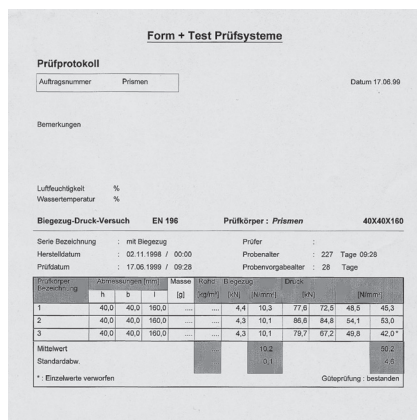 Form + Test Prüfsysteme
Prüfprotokoll
Auftragsnummer Prismen
Datum 17.06.99
Bemerkungen
Luftfeuchtigkeit %
Wassertemperatur %
Biegezug-Druck-Versuch EN 196 Prüfkörper : Prismen 40X40X160
Serie Bezeichnung : mit Biegezug Prüfer :
Herstelldatum : 02.11.1998 / 00:00 Probenalter : 227 Tage 09:28
Prüfdatum : 17.06.1999 / 09:28 Probenvorgabealter : 28 Tage
Prüfkörper Abmessungen [mm] Masse Roho Biegezug Druck
Bezeichnung h b l [g] [kg/m³] [kN] [N/mm²] [kN] [N/mm²]
1 40,0 40,0 160,0 .... .... 4,4 10,3 77,6 72,5 48,5 45,3
2 40,0 40,0 160,0 .... .... 4,3 10,1 86,6 84,8 54,1 53,0
3 40,0 40,0 160,0 .... .... 4,3 10,1 79,7 67,2 49,8 42,0*
Mittelwert 10,2 50,2
Standardabw. 0,1 4,6
* : Einzelwerte verworfen Güteprüfung : bestanden